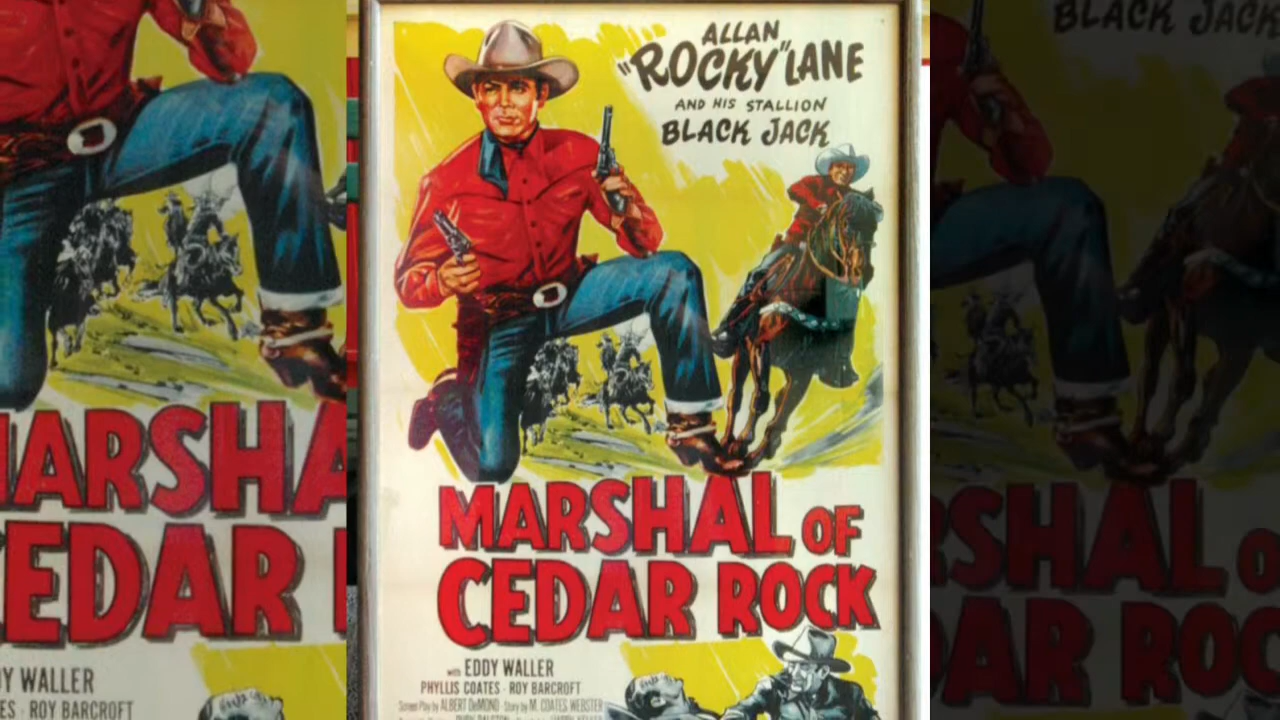 ALLAN
"ROCKY" LANE
AND HIS STALLION
BLACK JACK
MARSHAL OF
CEDAR ROCK
with EDDY WALLER
PHYLLIS COATES · ROY BARCROFT
Screen Play by ALBERT DeMOND Story by M. COATES WEBSTER